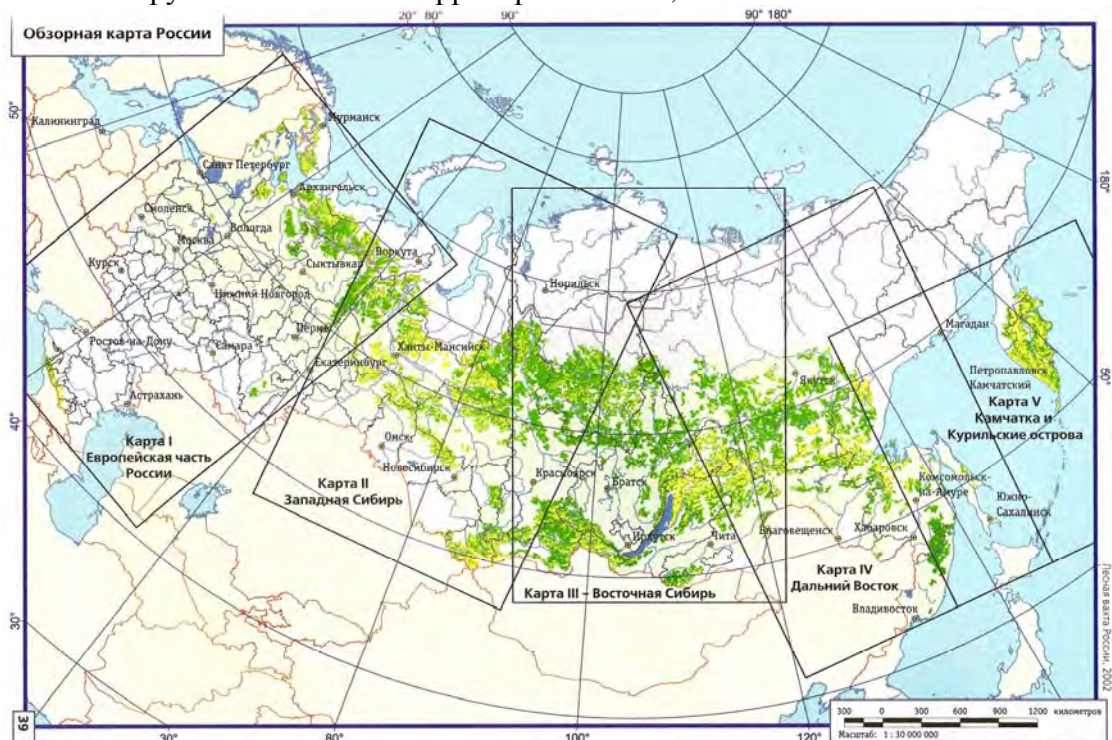 20° 80°
90°
90° 180°
Обзорная карта России
50°
Калининград
Мурманск
Санкт Петербург
Архангельск
180°
Смоленск
Вологда
Москва
Воркута
Курск
Сыктывкар
Норильск
Нижний Новгород
Магадан
Пермь
Ростов-на-Дону
Самара
Ханты-Мансийск
Екатеринбург
Якутск
Петропавловск
Камчатский
50°
Астрахань
Карта V
Камчатка и
Курильские острова
40°
Карта I
Европейская часть
России
Омск
Новосибирск
Красноярск
Братск
Комсомольск-
на-Амуре
Карта II
Западная Сибирь
Южно-
Сахалинск
Иркутск
Чита
Благовещенск
Хабаровск
Карта III – Восточная Сибирь
Карта IV
Дальний Восток
Владивосток
30°
Лесная вахта России, 2002
39
300 0 300 600 900 1200 километров
Масштаб: 1 : 30 000 000
30°
80°
100°
120°